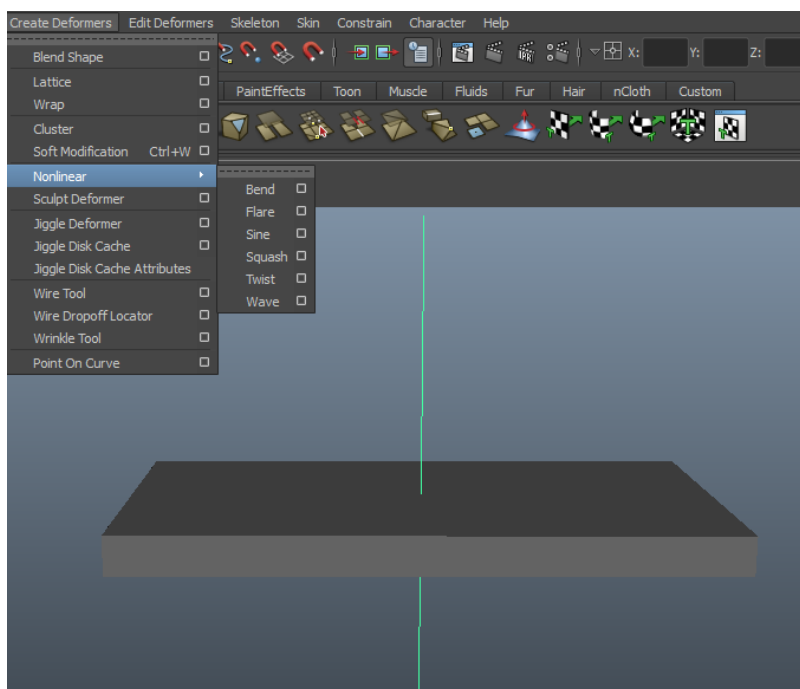 Create Deformers Edit Deformers Skeleton Skin Constrain Character Help
Blend Shape
X: Y: Z:
Lattice
PaintEffects Toon Muscle Fluids Fur Hair nCloth Custom
Wrap
Cluster
Soft Modification Ctrl+W
IPR
T
Nonlinear
Sculpt Deformer
Jiggle Deformer
Jiggle Disk Cache
Jiggle Disk Cache Attributes
Wire Tool
Wire Dropoff Locator
Wrinkle Tool
Point On Curve
Bend
Flare
Sine
Squash
Twist
Wave